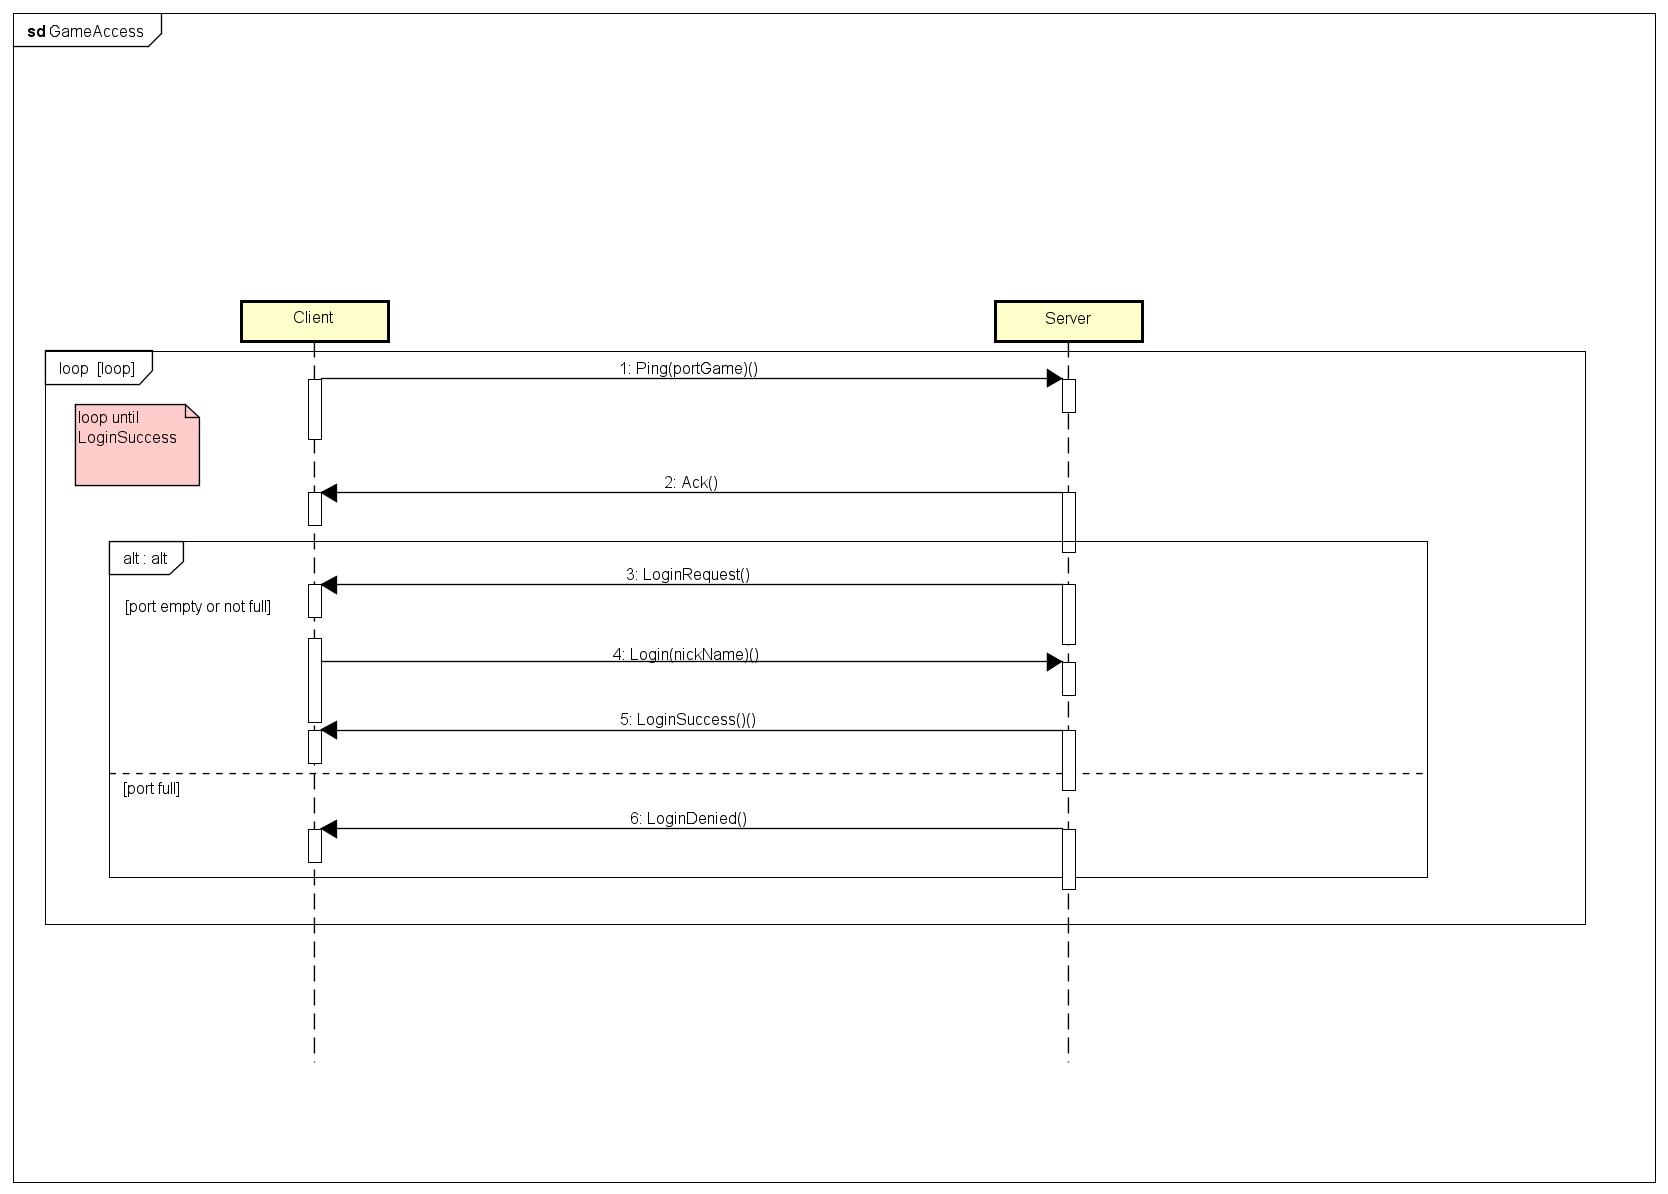 sd GameAccess
Client
Server
loop [loop]
1: Ping(portGame)()
loop until
LoginSuccess
2: Ack()
alt : alt
3: LoginRequest()
[port empty or not full]
4: Login(nickName)()
5: LoginSuccess()()
[port full]
6: LoginDenied()